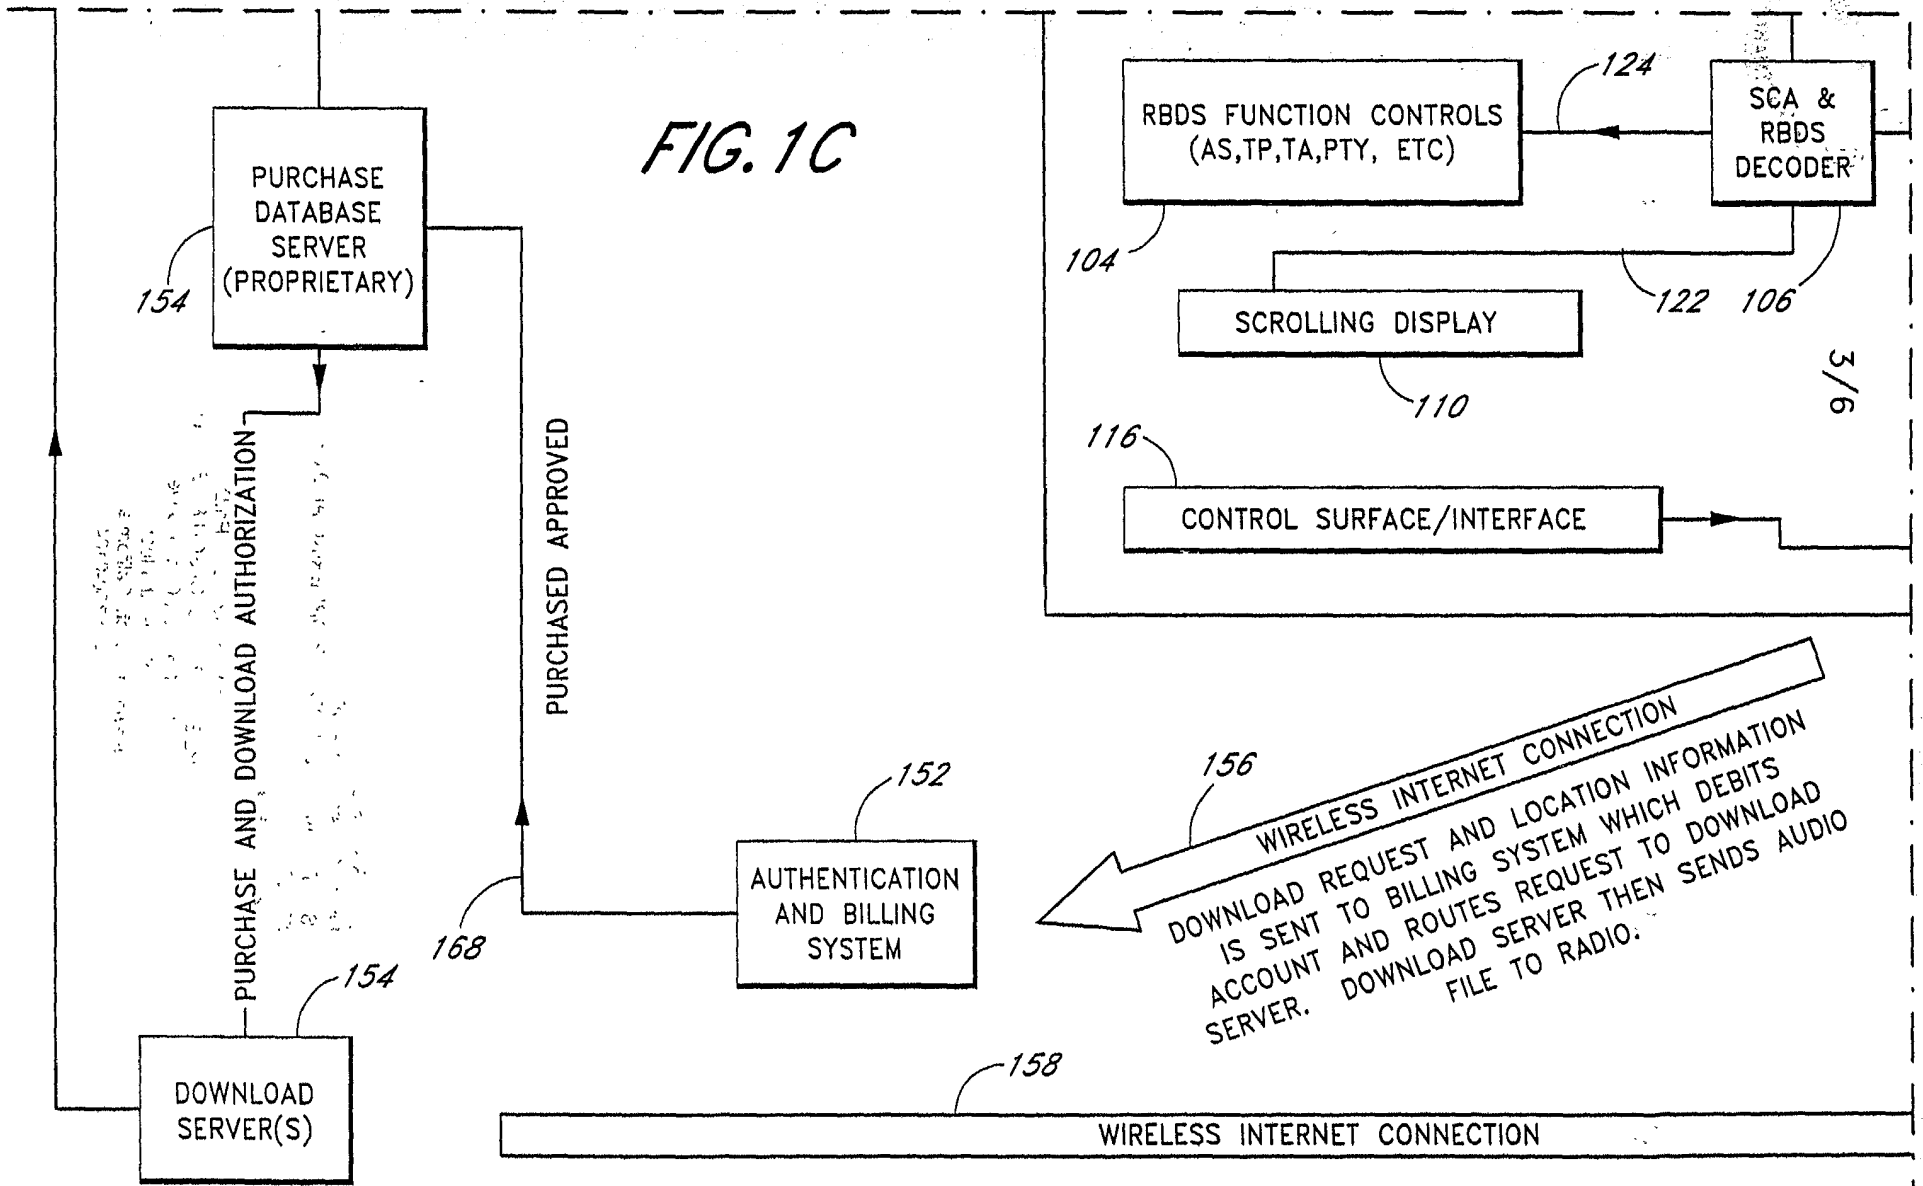 FIG. 1C
PURCHASE
DATABASE
SERVER
(PROPRIETARY)
154
PURCHASE AND DOWNLOAD AUTHORIZATION
PURCHASED APPROVED
168
152
AUTHENTICATION
AND BILLING
SYSTEM
154
DOWNLOAD
SERVER(S)
RBDS FUNCTION CONTROLS
(AS,TP,TA,PTY, ETC)
104
124
SCA &
RBDS
DECODER
106
122
SCROLLING DISPLAY
110
116
CONTROL SURFACE/INTERFACE
3/6
156
WIRELESS INTERNET CONNECTION
DOWNLOAD REQUEST AND LOCATION INFORMATION
IS SENT TO BILLING SYSTEM WHICH DEBITS
ACCOUNT AND ROUTES REQUEST TO DOWNLOAD
SERVER. DOWNLOAD SERVER THEN SENDS AUDIO
FILE TO RADIO.
158
WIRELESS INTERNET CONNECTION